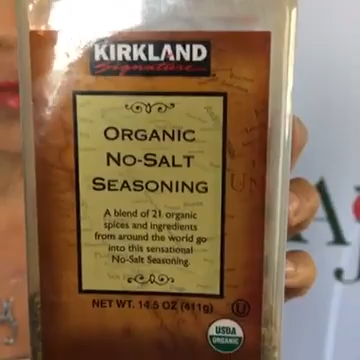 KIRKLAND
Signature
ORGANIC
NO-SALT
SEASONING
A blend of 21 organic
spices and ingredients
from around the world go
into this sensational
No-Salt Seasoning.
NET WT. 14.5 OZ (411g)
U
USDA
ORGANIC